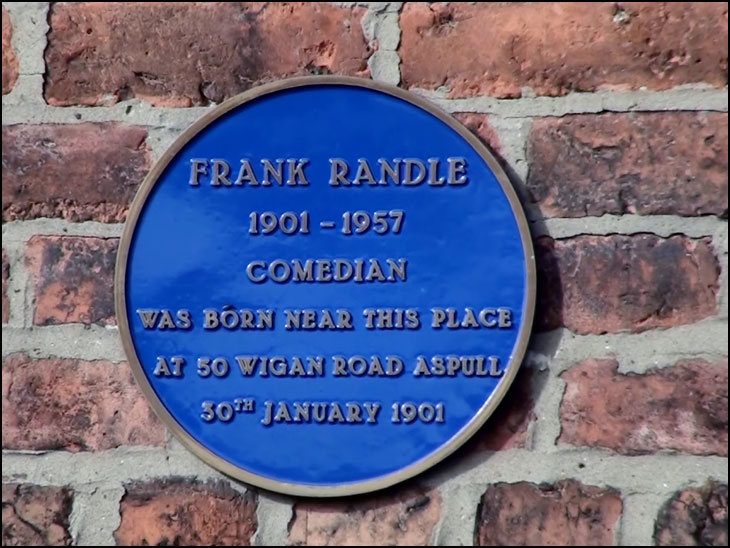 FRANK RANDLE
1901 – 1957
COMEDIAN
WAS BORN NEAR THIS PLACE
AT 50 WIGAN ROAD ASPULL
30TH JANUARY 1901